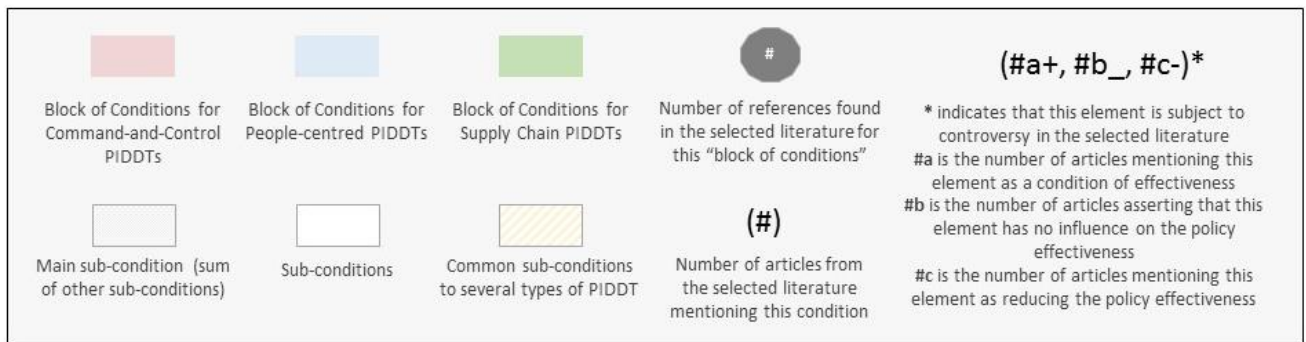 Block of Conditions for
Command-and-Control
PIDDTs
Block of Conditions for
People-centred PIDDTs
Block of Conditions for
Supply Chain PIDDTs
#
Number of references found
in the selected literature for
this “block of conditions”
(#a+, #b_, #c-)*
* indicates that this element is subject to
controversy in the selected literature
#a is the number of articles mentioning this
element as a condition of effectiveness
#b is the number of articles asserting that this
element has no influence on the policy
effectiveness
#c is the number of articles mentioning this
element as reducing the policy effectiveness
Main sub-condition (sum
of other sub-conditions)
Sub-conditions
Common sub-conditions
to several types of PIDDT
(#)
Number of articles from
the selected literature
mentioning this condition